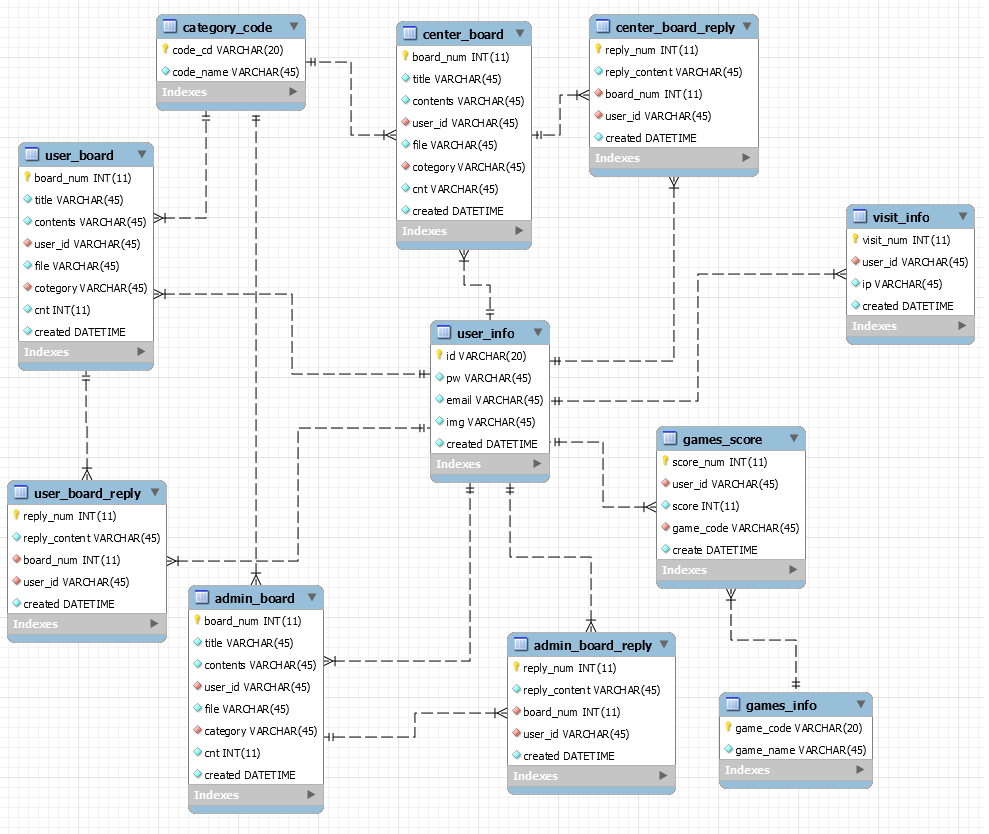 category_code
code_cd VARCHAR(20)
code_name VARCHAR(45)
Indexes
center_board
board_num INT(11)
title VARCHAR(45)
contents VARCHAR(45)
user_id VARCHAR(45)
file VARCHAR(45)
cotegory VARCHAR(45)
cnt VARCHAR(45)
created DATETIME
Indexes
center_board_reply
reply_num INT(11)
reply_content VARCHAR(45)
board_num INT(11)
user_id VARCHAR(45)
created DATETIME
Indexes
user_board
board_num INT(11)
title VARCHAR(45)
contents VARCHAR(45)
user_id VARCHAR(45)
file VARCHAR(45)
cotegory VARCHAR(45)
cnt INT(11)
created DATETIME
Indexes
visit_info
visit_num INT(11)
user_id VARCHAR(45)
ip VARCHAR(45)
created DATETIME
Indexes
user_info
id VARCHAR(20)
pw VARCHAR(45)
email VARCHAR(45)
img VARCHAR(45)
created DATETIME
Indexes
games_score
score_num INT(11)
user_id VARCHAR(45)
score INT(11)
game_code VARCHAR(45)
create DATETIME
Indexes
user_board_reply
reply_num INT(11)
reply_content VARCHAR(45)
board_num INT(11)
user_id VARCHAR(45)
created DATETIME
Indexes
admin_board
board_num INT(11)
title VARCHAR(45)
contents VARCHAR(45)
user_id VARCHAR(45)
file VARCHAR(45)
category VARCHAR(45)
cnt INT(11)
created DATETIME
Indexes
admin_board_reply
reply_num INT(11)
reply_content VARCHAR(45)
board_num INT(11)
user_id VARCHAR(45)
created DATETIME
Indexes
games_info
game_code VARCHAR(20)
game_name VARCHAR(45)
Indexes